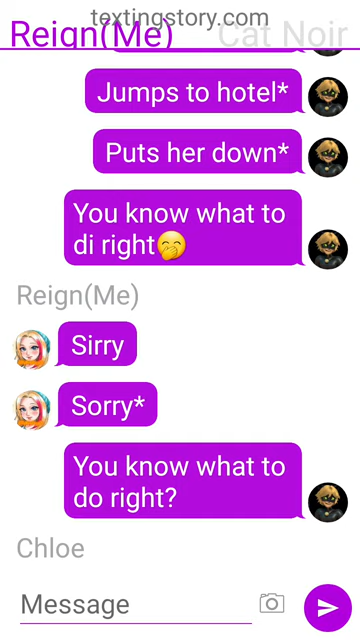 textingstory.com
Reign(Me)
Cat Noir
Jumps to hotel*
Puts her down*
You know what to
di right🤭
Reign(Me)
Sirry
Sorry*
You know what to
do right?
Chloe
Message